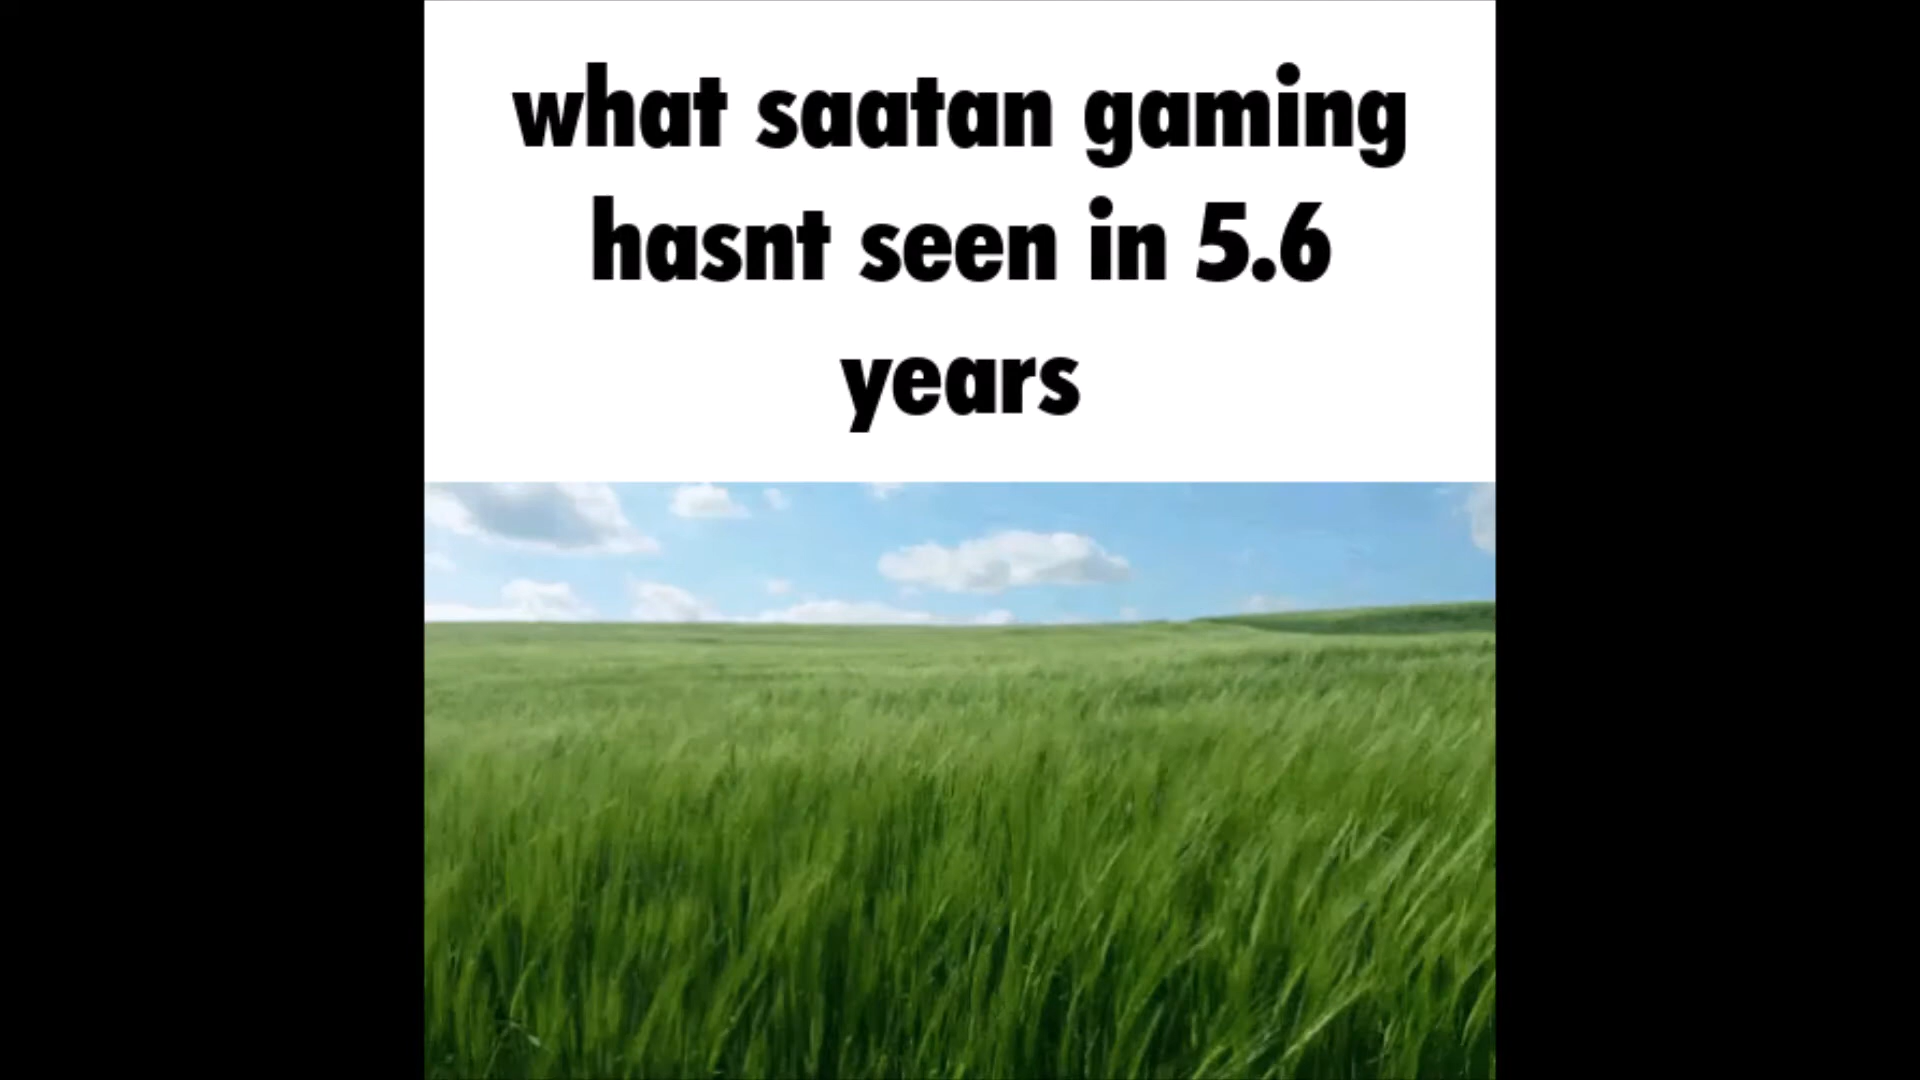 what saatan gaming
hasnt seen in 5.6
years